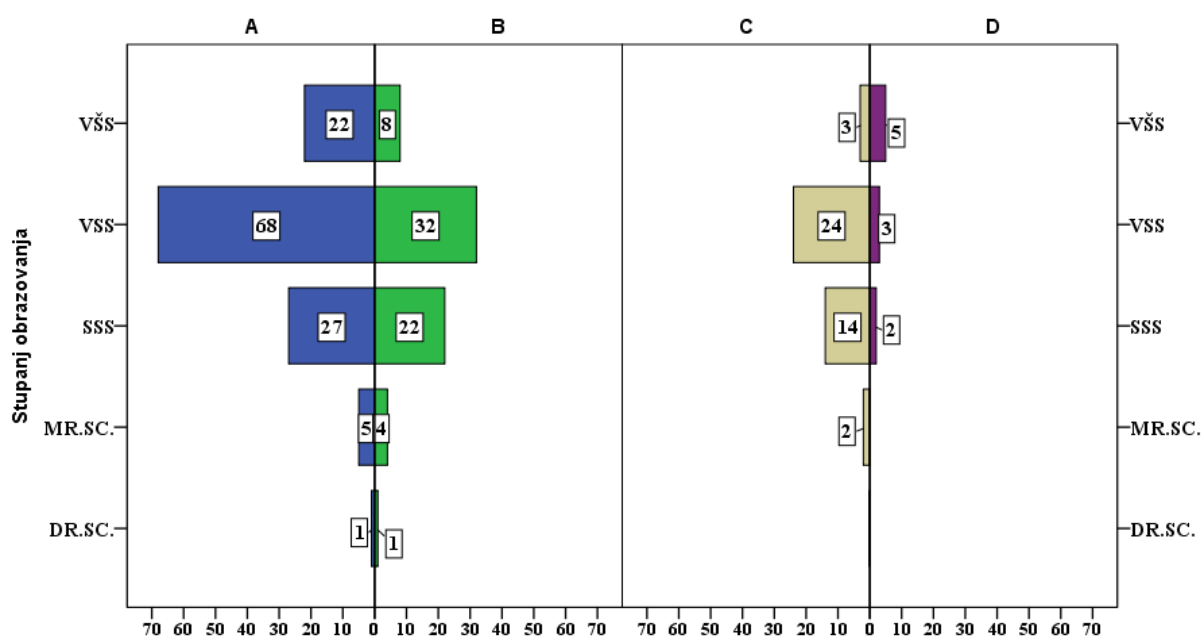 A B C D
Stupanj obrazovanja
VŠS 22 8 3 5 VŠS
VSS 68 32 24 3 VSS
SSS 27 22 14 2 SSS
MR.SC. 5 4 2 MR.SC.
DR.SC. 1 1 DR.SC.
70 60 50 40 30 20 10 0 10 20 30 40 50 60 70 70 60 50 40 30 20 10 0 10 20 30 40 50 60 70